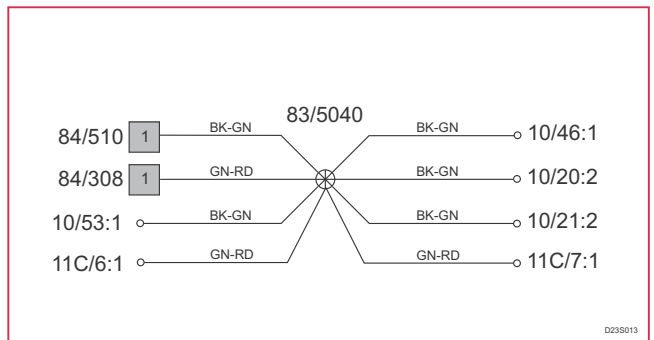 83/5040
84/510 1 BK-GN BK-GN 10/46:1
84/308 1 GN-RD BK-GN 10/20:2
10/53:1 BK-GN BK-GN 10/21:2
11C/6:1 GN-RD GN-RD 11C/7:1
D23S013